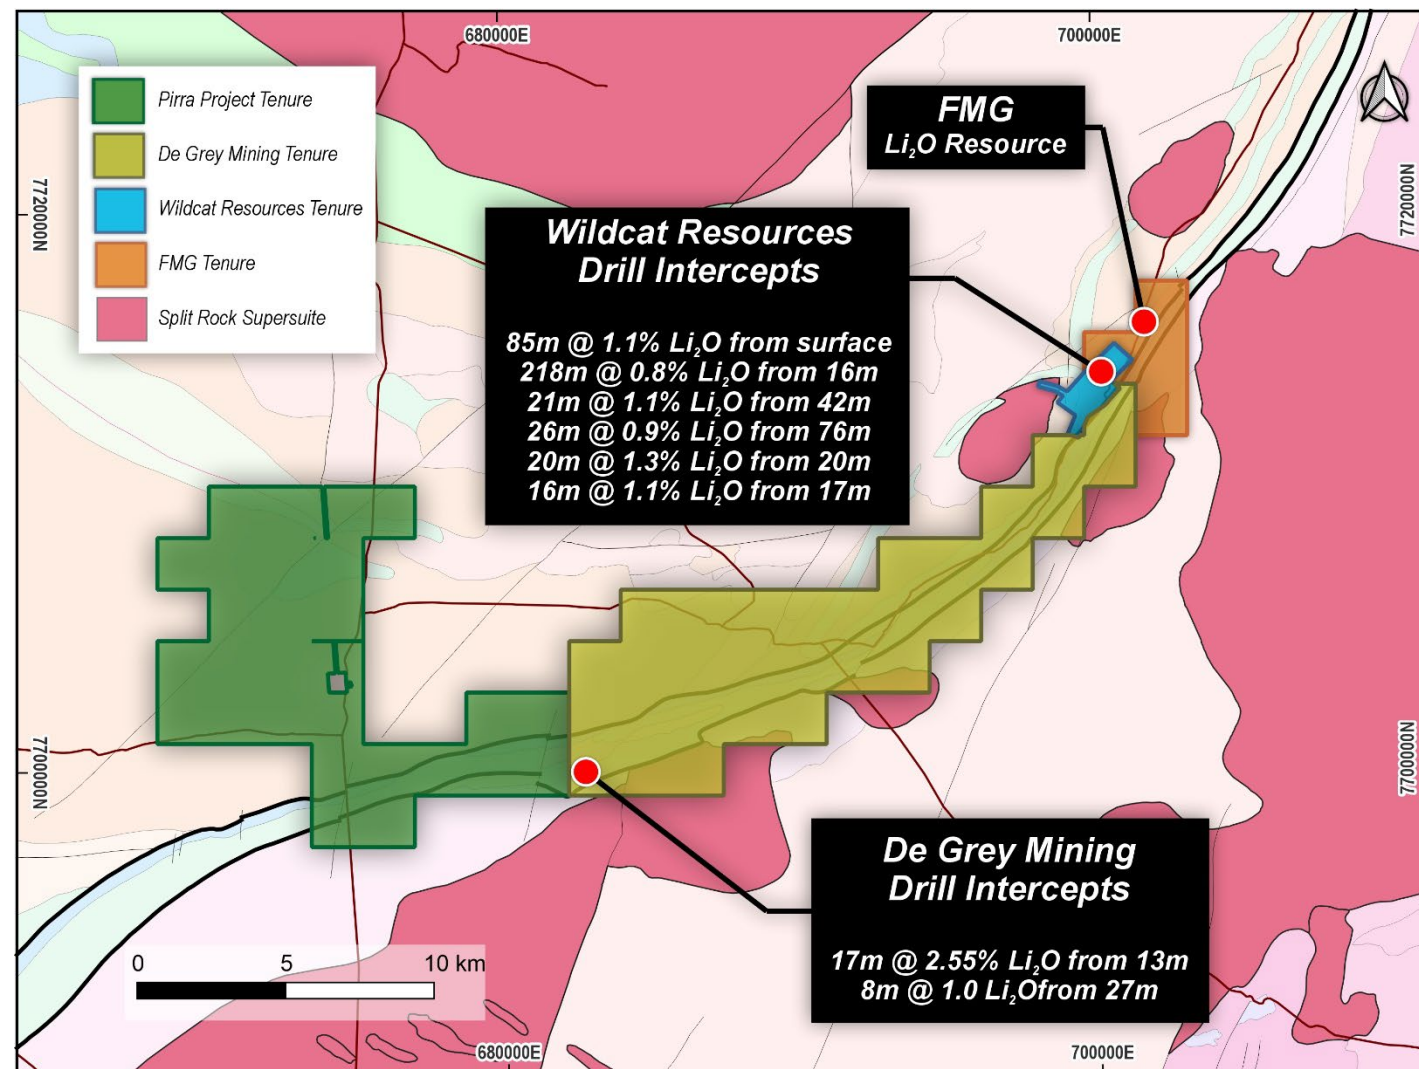 680000E
700000E
Pirra Project Tenure
De Grey Mining Tenure
Wildcat Resources Tenure
FMG Tenure
Split Rock Supersuite
FMG
Li₂O Resource
7720000N
7720000N
Wildcat Resources
Drill Intercepts
85m @ 1.1% Li₂O from surface
218m @ 0.8% Li₂O from 16m
21m @ 1.1% Li₂O from 42m
26m @ 0.9% Li₂O from 76m
20m @ 1.3% Li₂O from 20m
16m @ 1.1% Li₂O from 17m
7700000N
7700000N
De Grey Mining
Drill Intercepts
17m @ 2.55% Li₂O from 13m
8m @ 1.0 Li₂Ofrom 27m
0 5 10 km
680000E
700000E